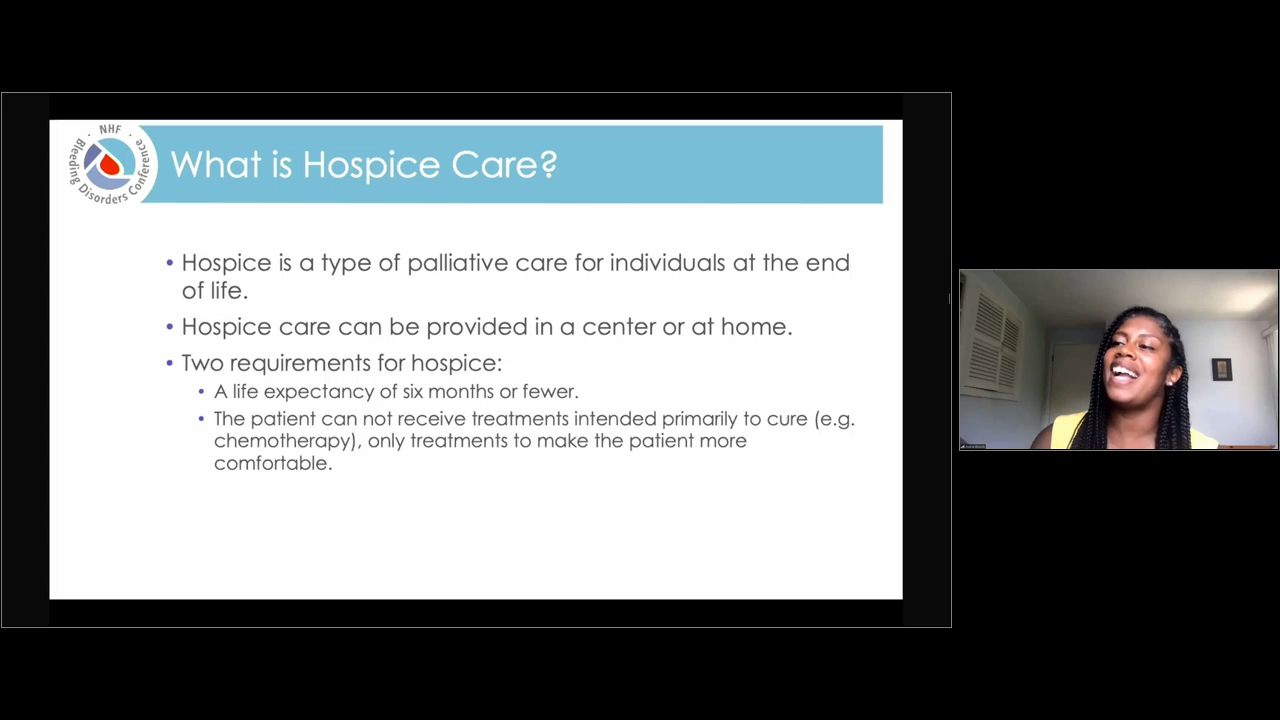 NHF
Bleeding Disorders Conference
What is Hospice Care?
• Hospice is a type of palliative care for individuals at the end
of life.
• Hospice care can be provided in a center or at home.
• Two requirements for hospice:
• A life expectancy of six months or fewer.
• The patient can not receive treatments intended primarily to cure (e.g.
chemotherapy), only treatments to make the patient more
comfortable.